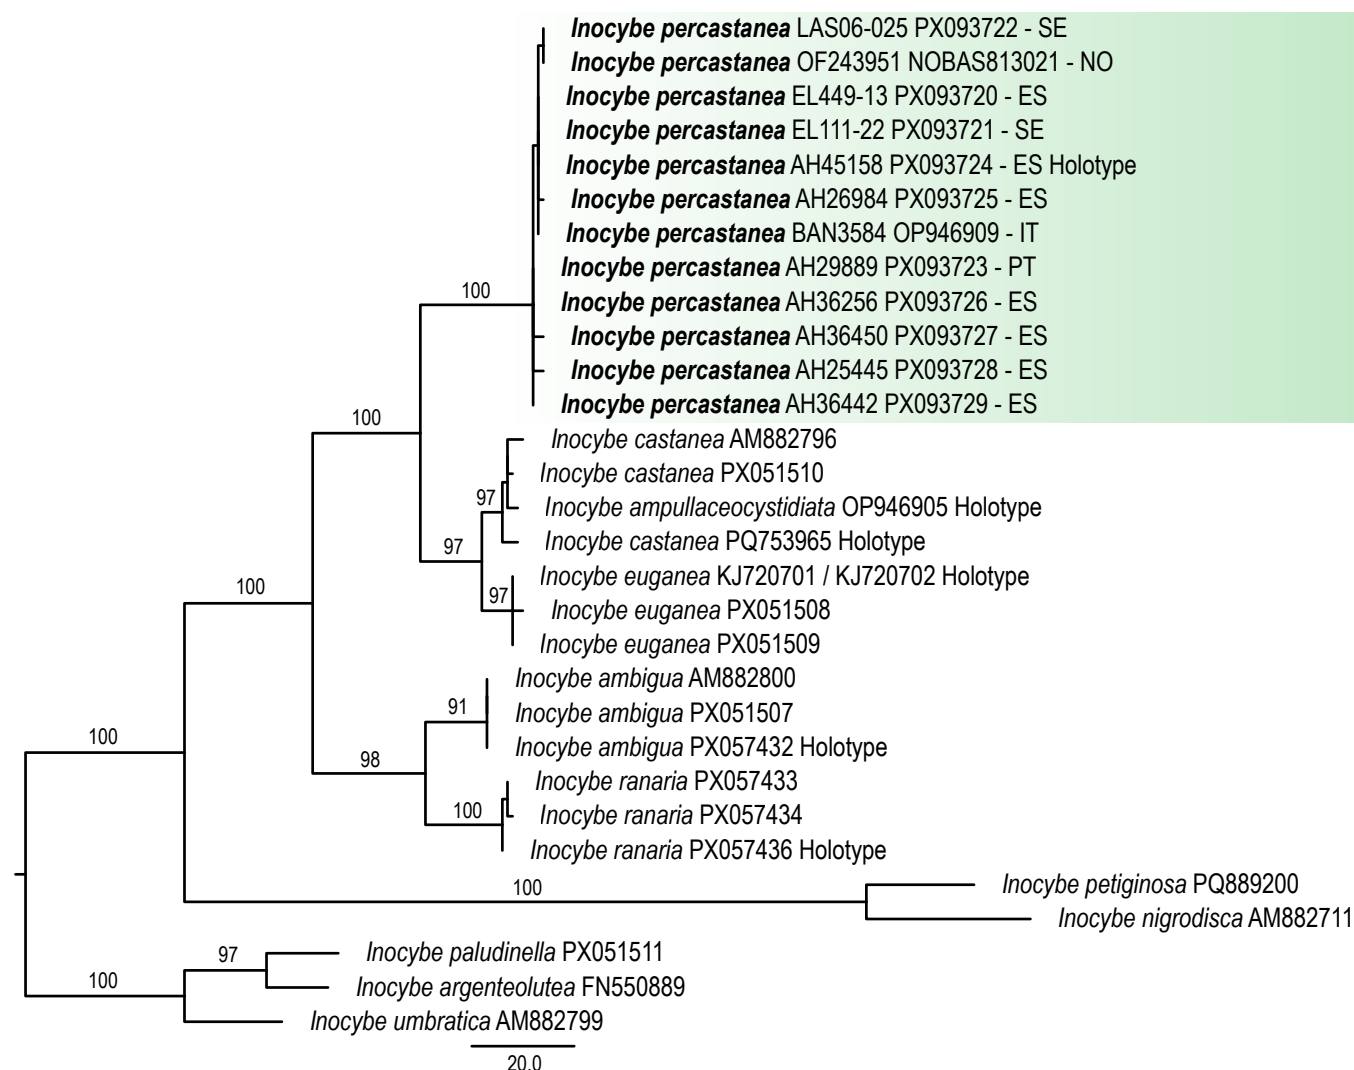 Inocybe percastanea LAS06-025 PX093722 - SE
Inocybe percastanea OF243951 NOBAS813021 - NO
Inocybe percastanea EL449-13 PX093720 - ES
Inocybe percastanea EL111-22 PX093721 - SE
Inocybe percastanea AH45158 PX093724 - ES Holotype
Inocybe percastanea AH26984 PX093725 - ES
Inocybe percastanea BAN3584 OP946909 - IT
Inocybe percastanea AH29889 PX093723 - PT
100
Inocybe percastanea AH36256 PX093726 - ES
Inocybe percastanea AH36450 PX093727 - ES
Inocybe percastanea AH25445 PX093728 - ES
Inocybe percastanea AH36442 PX093729 - ES
100
Inocybe castanea AM882796
Inocybe castanea PX051510
97
Inocybe ampullaceocystidiata OP946905 Holotype
Inocybe castanea PQ753965 Holotype
97
Inocybe euganea KJ720701 / KJ720702 Holotype
100
97
Inocybe euganea PX051508
Inocybe euganea PX051509
Inocybe ambigua AM882800
91
Inocybe ambigua PX051507
100
Inocybe ambigua PX057432 Holotype
98
Inocybe ranaria PX057433
100
Inocybe ranaria PX057434
Inocybe ranaria PX057436 Holotype
100
Inocybe petiginosa PQ889200
Inocybe nigrodisca AM882711
97
Inocybe paludinella PX051511
100
Inocybe argenteolutea FN550889
Inocybe umbratica AM882799
20.0